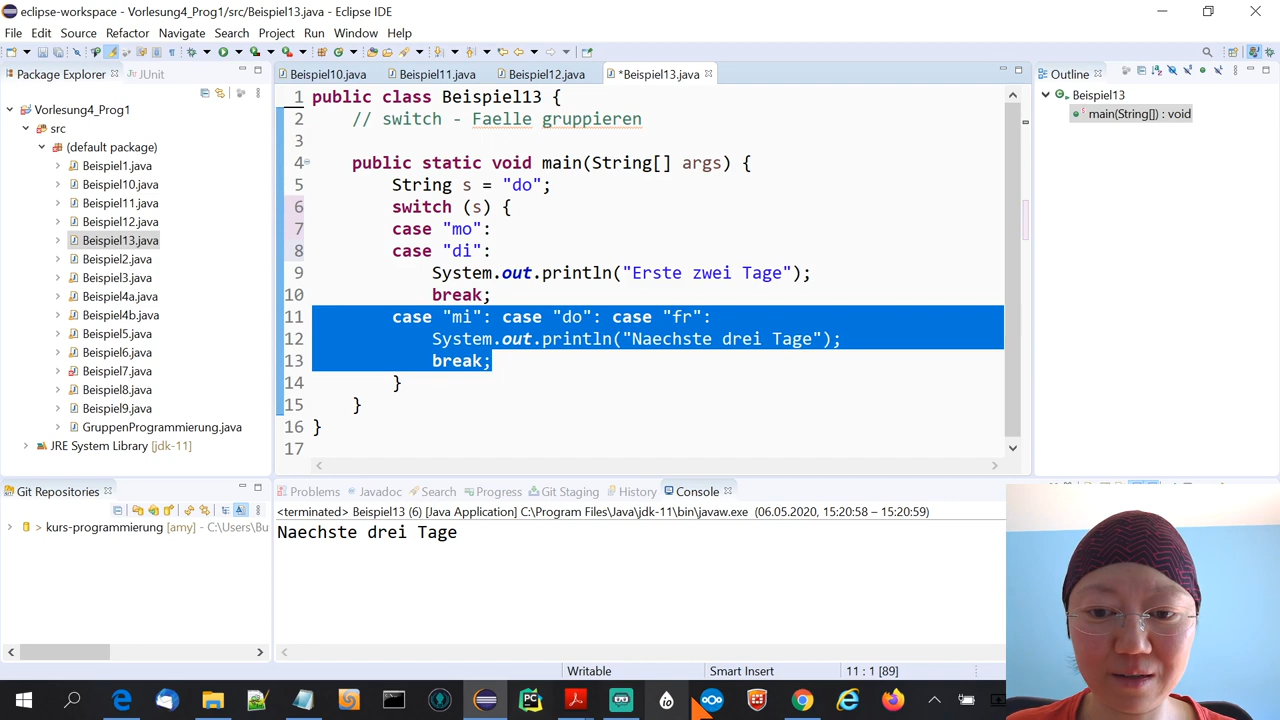 eclipse-workspace - Vorlesung4_Prog1/src/Beispiel13.java - Eclipse IDE
File Edit Source Refactor Navigate Search Project Run Window Help
Package Explorer JUnit
Vorlesung4_Prog1
src
(default package)
Beispiel1.java
Beispiel10.java
Beispiel11.java
Beispiel12.java
Beispiel13.java
Beispiel2.java
Beispiel3.java
Beispiel4a.java
Beispiel4b.java
Beispiel5.java
Beispiel6.java
Beispiel7.java
Beispiel8.java
Beispiel9.java
GruppenProgrammierung.java
JRE System Library [jdk-11]
Git Repositories
> kurs-programmierung [amy] - C:\Users\Bu
Beispiel10.java Beispiel11.java Beispiel12.java *Beispiel13.java
1 public class Beispiel13 {
2 // switch - Faelle gruppieren
3
4 public static void main(String[] args) {
5 String s = "do";
6 switch (s) {
7 case "mo":
8 case "di":
9 System.out.println("Erste zwei Tage");
10 break;
11 case "mi": case "do": case "fr":
12 System.out.println("Naechste drei Tage");
13 break;
14 }
15 }
16 }
17
Outline
Beispiel13
main(String[]) : void
Problems Progress Git Staging History Console
<terminated> Beispiel13 (6) [Java Application] C:\Program Files\Java\jdk-11\bin\javaw.exe (06.05.2020, 15:20:58 – 15:20:59)
Naechste drei Tage
Writable Smart Insert 11 : 1 [89]